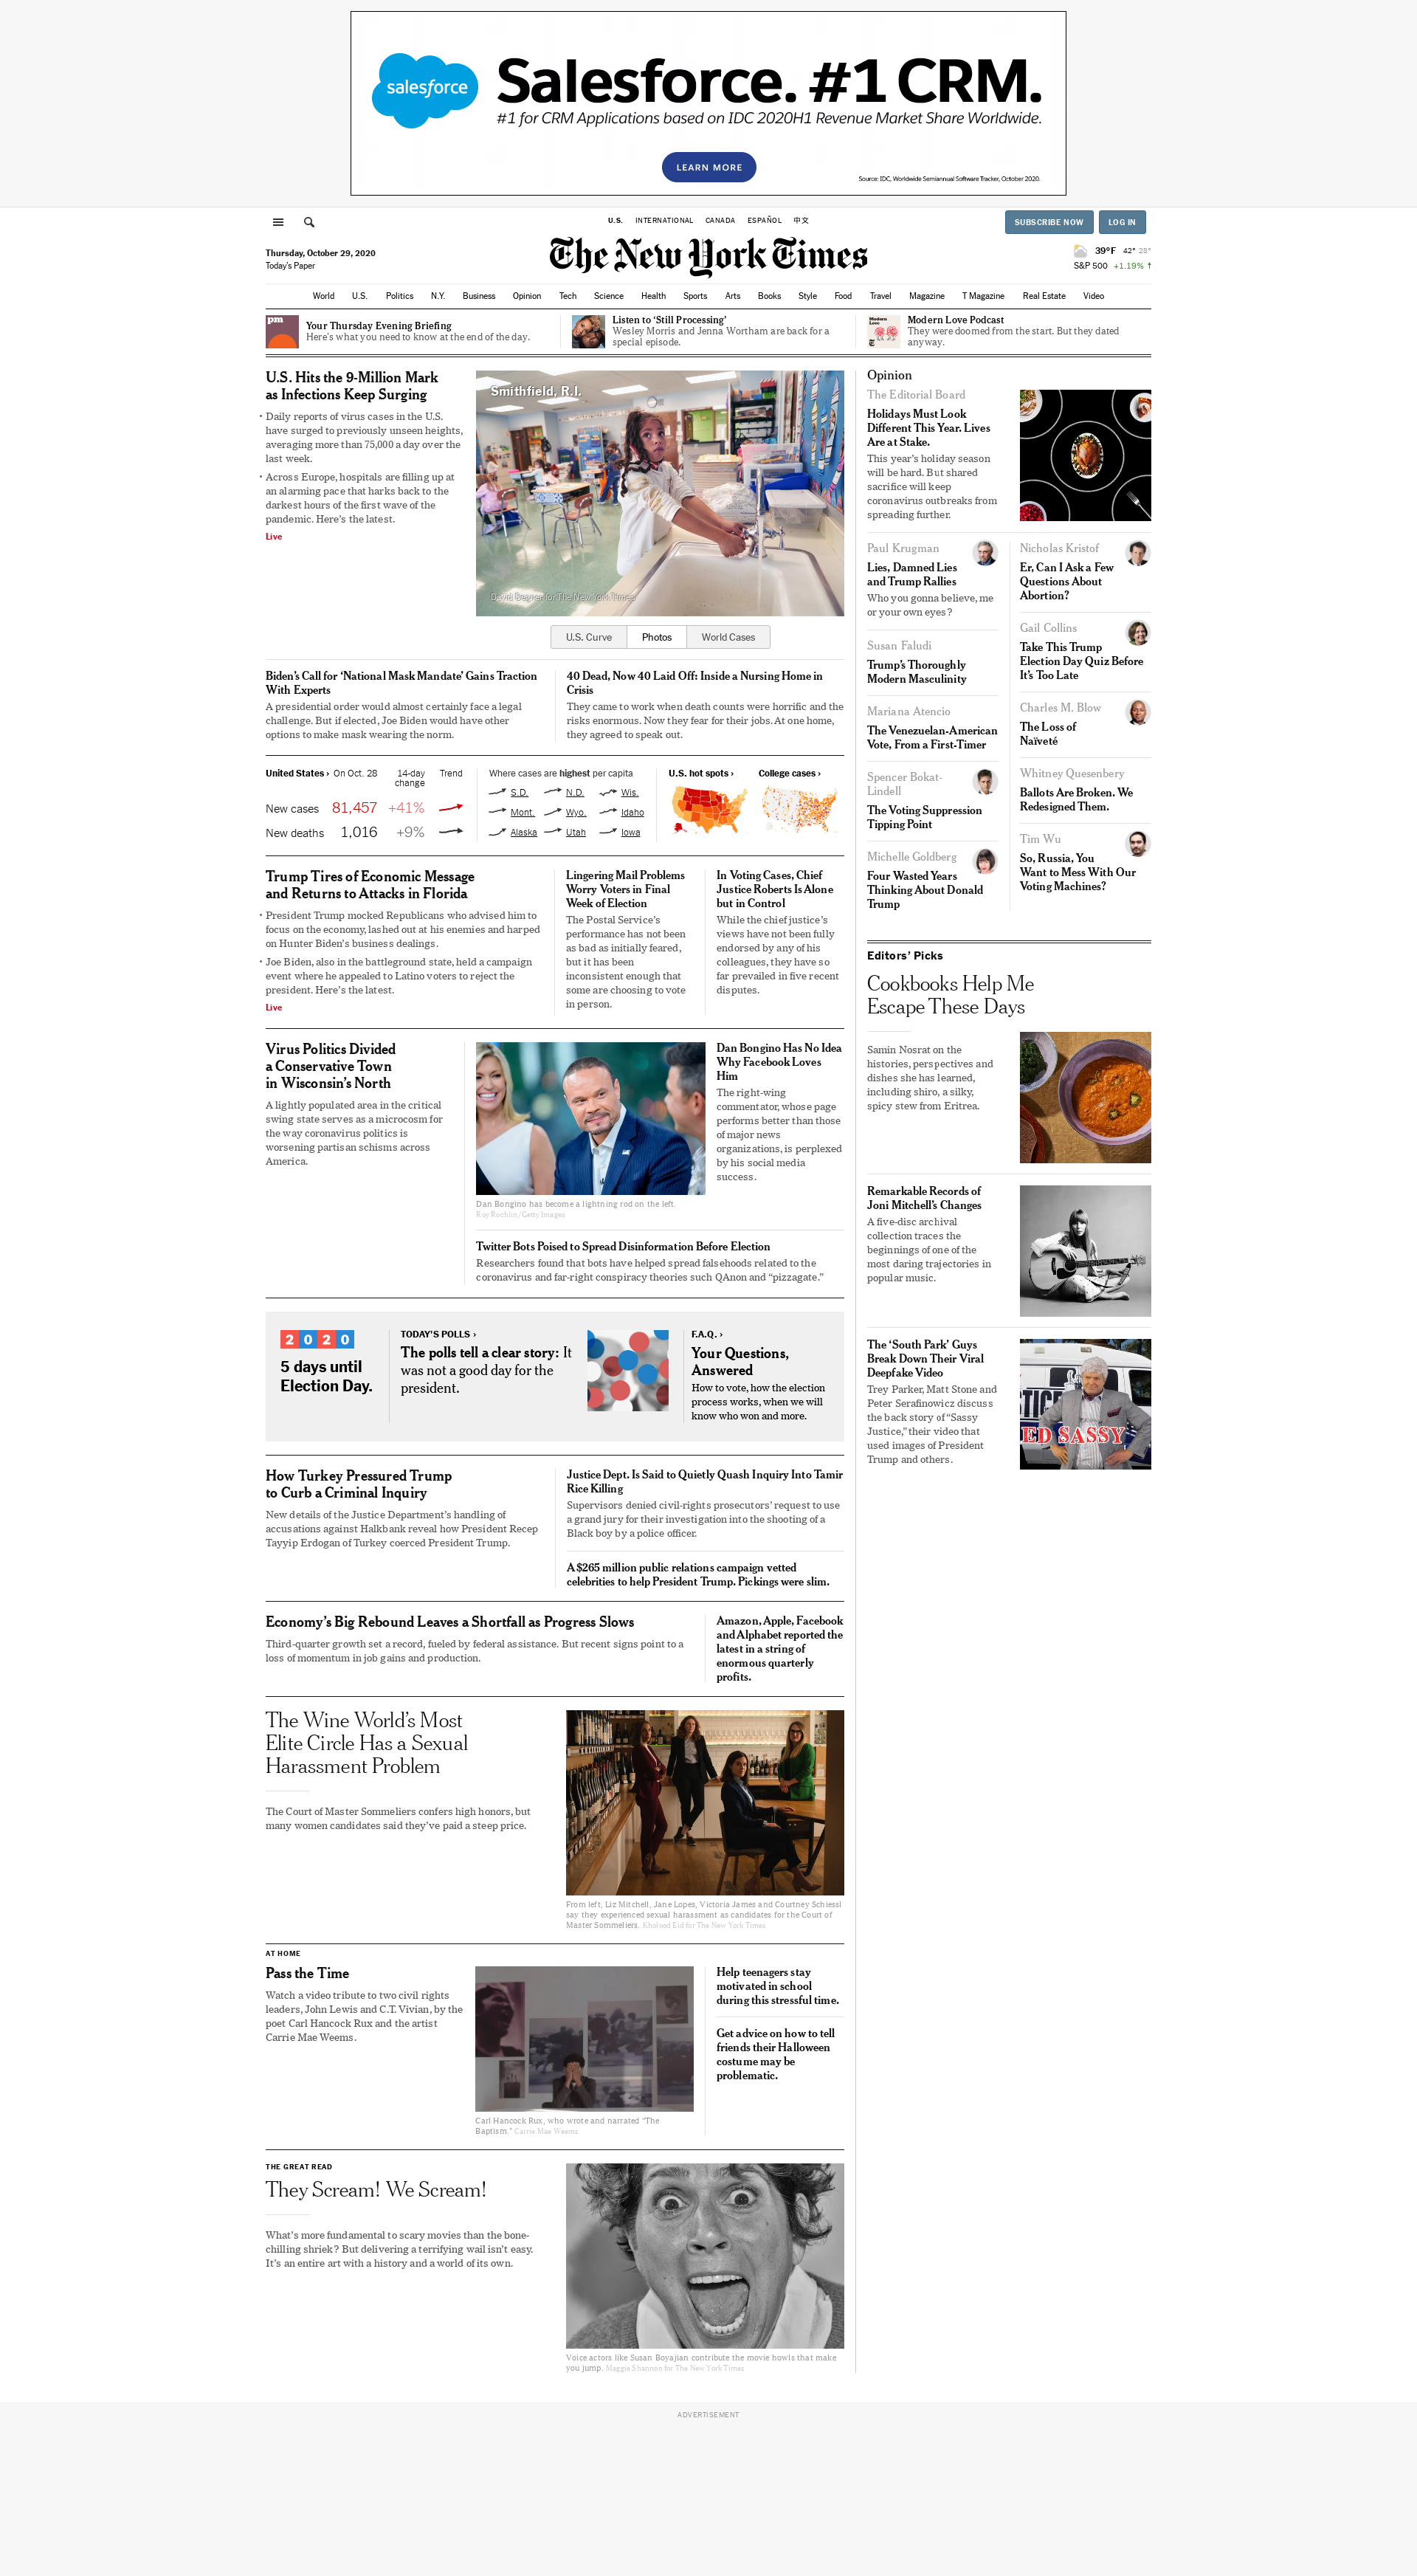 salesforce
Salesforce. #1 CRM.
#1 for CRM Applications based on IDC 2020H1 Revenue Market Share Worldwide.
LEARN MORE
Source: IDC, Worldwide Semiannual Software Tracker, October 2020.
U.S. INTERNATIONAL CANADA ESPAÑOL 中文
SUBSCRIBE NOW LOG IN
Thursday, October 29, 2020
Today's Paper
The New York Times
39°F 42° 28°
S&P 500 +1.19% ↑
World U.S. Politics N.Y. Business Opinion Tech Science Health Sports Arts Books Style Food Travel Magazine T Magazine Real Estate Video
pm
Your Thursday Evening Briefing
Here's what you need to know at the end of the day.
Listen to ‘Still Processing’
Wesley Morris and Jenna Wortham are back for a
special episode.
Modern Love
Modern Love Podcast
They were doomed from the start. But they dated
anyway.
U.S. Hits the 9-Million Mark
as Infections Keep Surging
• Daily reports of virus cases in the U.S.
have surged to previously unseen heights,
averaging more than 75,000 a day over the
last week.
• Across Europe, hospitals are filling up at
an alarming pace that harks back to the
darkest hours of the first wave of the
pandemic. Here's the latest.
Live
Smithfield, R.I.
David Degner for The New York Times
U.S. Curve Photos World Cases
Biden's Call for ‘National Mask Mandate’ Gains Traction
With Experts
A presidential order would almost certainly face a legal
challenge. But if elected, Joe Biden would have other
options to make mask wearing the norm.
40 Dead, Now 40 Laid Off: Inside a Nursing Home in
Crisis
They came to work when death counts were horrific and the
risks enormous. Now they fear for their jobs. At one home,
they agreed to speak out.
United States › On Oct. 28 14-day
change Trend
New cases 81,457 +41%
New deaths 1,016 +9%
Where cases are highest per capita
S.D. N.D. Wis.
Mont. Wyo. Idaho
Alaska Utah Iowa
U.S. hot spots › College cases ›
Trump Tires of Economic Message
and Returns to Attacks in Florida
• President Trump mocked Republicans who advised him to
focus on the economy, lashed out at his enemies and harped
on Hunter Biden's business dealings.
• Joe Biden, also in the battleground state, held a campaign
event where he appealed to Latino voters to reject the
president. Here's the latest.
Live
Lingering Mail Problems
Worry Voters in Final
Week of Election
The Postal Service's
performance has not been
as bad as initially feared,
but it has been
inconsistent enough that
some are choosing to vote
in person.
In Voting Cases, Chief
Justice Roberts Is Alone
but in Control
While the chief justice's
views have not been fully
endorsed by any of his
colleagues, they have so
far prevailed in five recent
disputes.
Virus Politics Divided
a Conservative Town
in Wisconsin's North
A lightly populated area in the critical
swing state serves as a microcosm for
the way coronavirus politics is
worsening partisan schisms across
America.
Dan Bongino has become a lightning rod on the left.
Roy Rochlin/Getty Images
Dan Bongino Has No Idea
Why Facebook Loves
Him
The right-wing
commentator, whose page
performs better than those
of major news
organizations, is perplexed
by his social media
success.
Twitter Bots Poised to Spread Disinformation Before Election
Researchers found that bots have helped spread falsehoods related to the
coronavirus and far-right conspiracy theories such QAnon and “pizzagate.”
2020
5 days until
Election Day.
TODAY'S POLLS ›
The polls tell a clear story: It
was not a good day for the
president.
F.A.Q. ›
Your Questions,
Answered
How to vote, how the election
process works, when we will
know who won and more.
How Turkey Pressured Trump
to Curb a Criminal Inquiry
New details of the Justice Department's handling of
accusations against Halkbank reveal how President Recep
Tayyip Erdogan of Turkey coerced President Trump.
Justice Dept. Is Said to Quietly Quash Inquiry Into Tamir
Rice Killing
Supervisors denied civil-rights prosecutors' request to use
a grand jury for their investigation into the shooting of a
Black boy by a police officer.
A $265 million public relations campaign vetted
celebrities to help President Trump. Pickings were slim.
Economy's Big Rebound Leaves a Shortfall as Progress Slows
Third-quarter growth set a record, fueled by federal assistance. But recent signs point to a
loss of momentum in job gains and production.
Amazon, Apple, Facebook
and Alphabet reported the
latest in a string of
enormous quarterly
profits.
The Wine World's Most
Elite Circle Has a Sexual
Harassment Problem
The Court of Master Sommeliers confers high honors, but
many women candidates said they've paid a steep price.
From left, Liz Mitchell, Jane Lopes, Victoria James and Courtney Schiessl
say they experienced sexual harassment as candidates for the Court of
Master Sommeliers. Kholood Eid for The New York Times
AT HOME
Pass the Time
Watch a video tribute to two civil rights
leaders, John Lewis and C.T. Vivian, by the
poet Carl Hancock Rux and the artist
Carrie Mae Weems.
Carl Hancock Rux, who wrote and narrated “The
Baptism.” Carrie Mae Weems
Help teenagers stay
motivated in school
during this stressful time.
Get advice on how to tell
friends their Halloween
costume may be
problematic.
THE GREAT READ
They Scream! We Scream!
What's more fundamental to scary movies than the bone-
chilling shriek? But delivering a terrifying wail isn't easy.
It's an entire art with a history and a world of its own.
Voice actors like Susan Boyajian contribute the movie howls that make
you jump. Maggie Shannon for The New York Times
Opinion
The Editorial Board
Holidays Must Look
Different This Year. Lives
Are at Stake.
This year's holiday season
will be hard. But shared
sacrifice will keep
coronavirus outbreaks from
spreading further.
Paul Krugman
Lies, Damned Lies
and Trump Rallies
Who you gonna believe, me
or your own eyes?
Susan Faludi
Trump's Thoroughly
Modern Masculinity
Mariana Atencio
The Venezuelan-American
Vote, From a First-Timer
Spencer Bokat-
Lindell
The Voting Suppression
Tipping Point
Michelle Goldberg
Four Wasted Years
Thinking About Donald
Trump
Nicholas Kristof
Er, Can I Ask a Few
Questions About
Abortion?
Gail Collins
Take This Trump
Election Day Quiz Before
It's Too Late
Charles M. Blow
The Loss of
Naïveté
Whitney Quesenbery
Ballots Are Broken. We
Redesigned Them.
Tim Wu
So, Russia, You
Want to Mess With Our
Voting Machines?
Editors' Picks
Cookbooks Help Me
Escape These Days
Samin Nosrat on the
histories, perspectives and
dishes she has learned,
including shiro, a silky,
spicy stew from Eritrea.
Remarkable Records of
Joni Mitchell's Changes
A five-disc archival
collection traces the
beginnings of one of the
most daring trajectories in
popular music.
The ‘South Park’ Guys
Break Down Their Viral
Deepfake Video
Trey Parker, Matt Stone and
Peter Serafinowicz discuss
the back story of “Sassy
Justice,” their video that
used images of President
Trump and others.
ED SASSY
ADVERTISEMENT